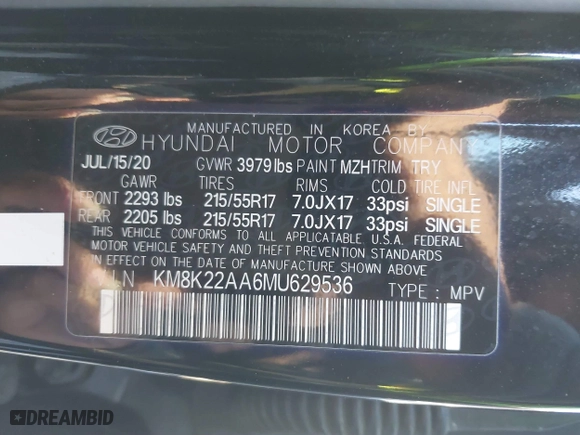 MANUFACTURED IN KOREA BY
HYUNDAI MOTOR COMPANY
JUL/15/20 GVWR 3979lbs PAINT MZH TRIM TRY
GAWR TIRES RIMS COLD TIRE INFL
FRONT 2293 lbs 215/55R17 7.0JX17 33psi SINGLE
REAR 2205 lbs 215/55R17 7.0JX17 33psi SINGLE
THIS VEHICLE CONFORMS TO ALL APPLICATABLE U.S.A. FEDERAL
MOTOR VEHICLE SAFETY AND THEFT PREVENTION STANDARDS
IN EFFECT ON THE DATE OF MANUFACTURE SHOWN ABOVE.
KM8K22AA6MU629536 TYPE : MPV
DREAMBID